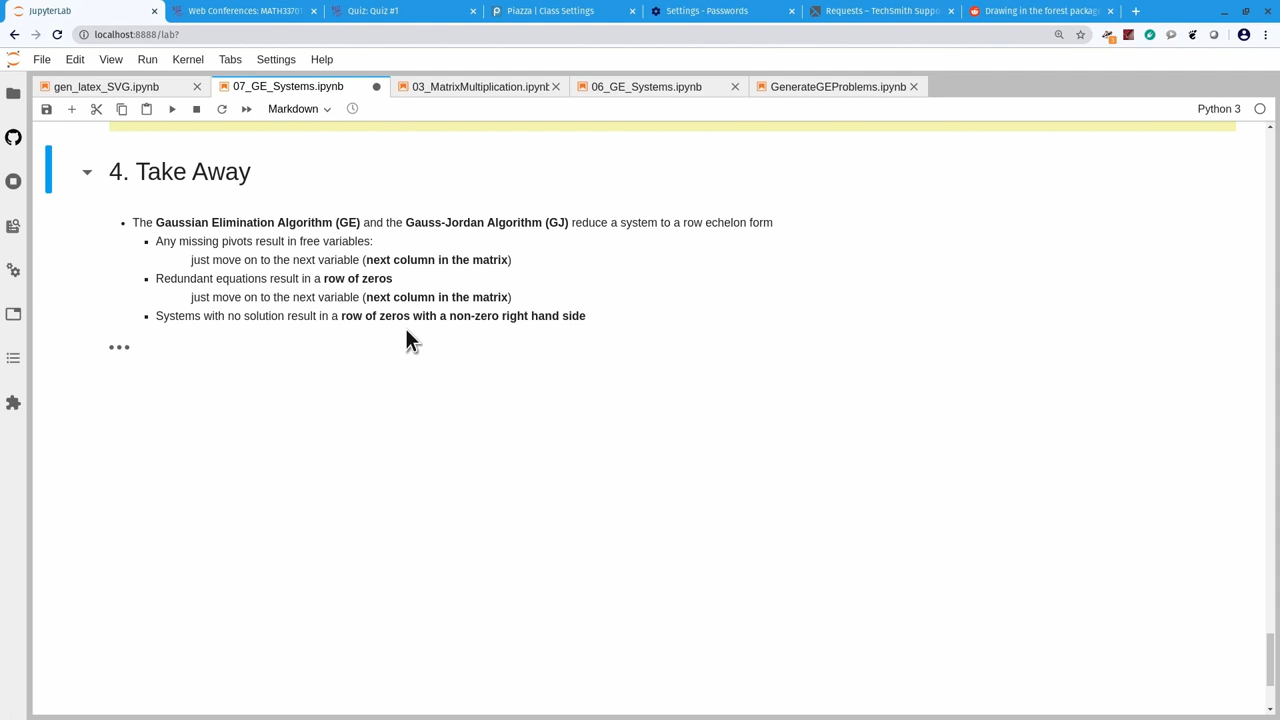 JupyterLab
Web Conferences: MATH3370
Quiz: Quiz #1
Piazza | Class Settings
Settings - Passwords
Requests – TechSmith Suppo
Drawing in the forest package
localhost:8888/lab?
File Edit View Run Kernel Tabs Settings Help
gen_latex_SVG.ipynb
07_GE_Systems.ipynb
03_MatrixMultiplication.ipynb
06_GE_Systems.ipynb
GenerateGEProblems.ipynb
Markdown
Python 3
4. Take Away
• The Gaussian Elimination Algorithm (GE) and the Gauss-Jordan Algorithm (GJ) reduce a system to a row echelon form
▪ Any missing pivots result in free variables:
just move on to the next variable (next column in the matrix)
▪ Redundant equations result in a row of zeros
just move on to the next variable (next column in the matrix)
▪ Systems with no solution result in a row of zeros with a non-zero right hand side